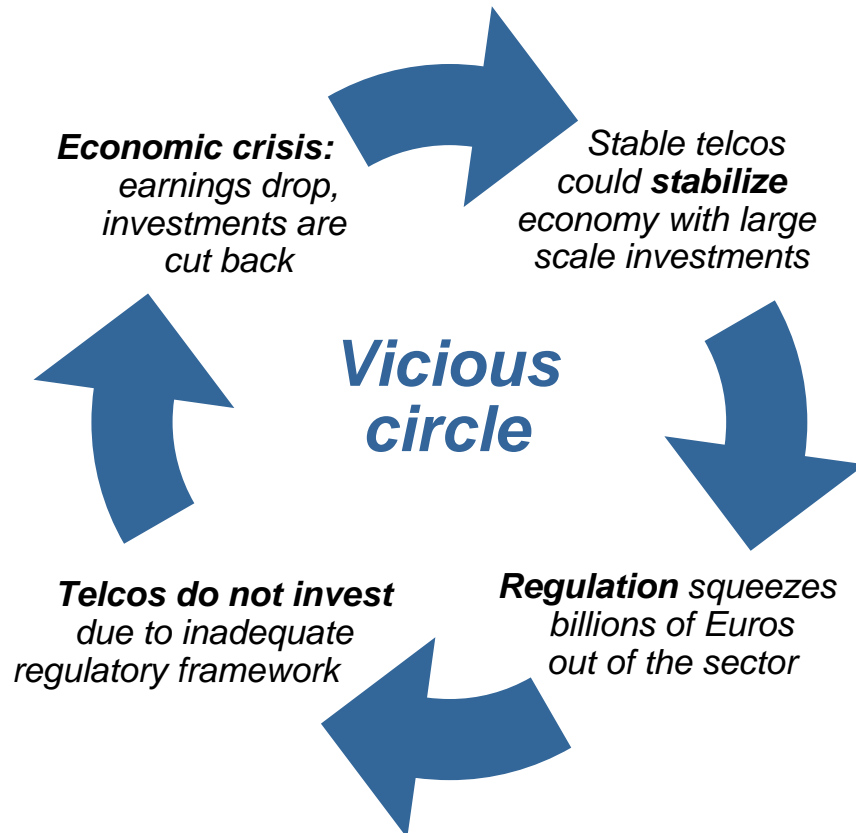 Economic crisis:
earnings drop,
investments are
cut back
Stable telcos
could stabilize
economy with large
scale investments
Vicious
circle
Regulation squeezes
billions of Euros
out of the sector
Telcos do not invest
due to inadequate
regulatory framework